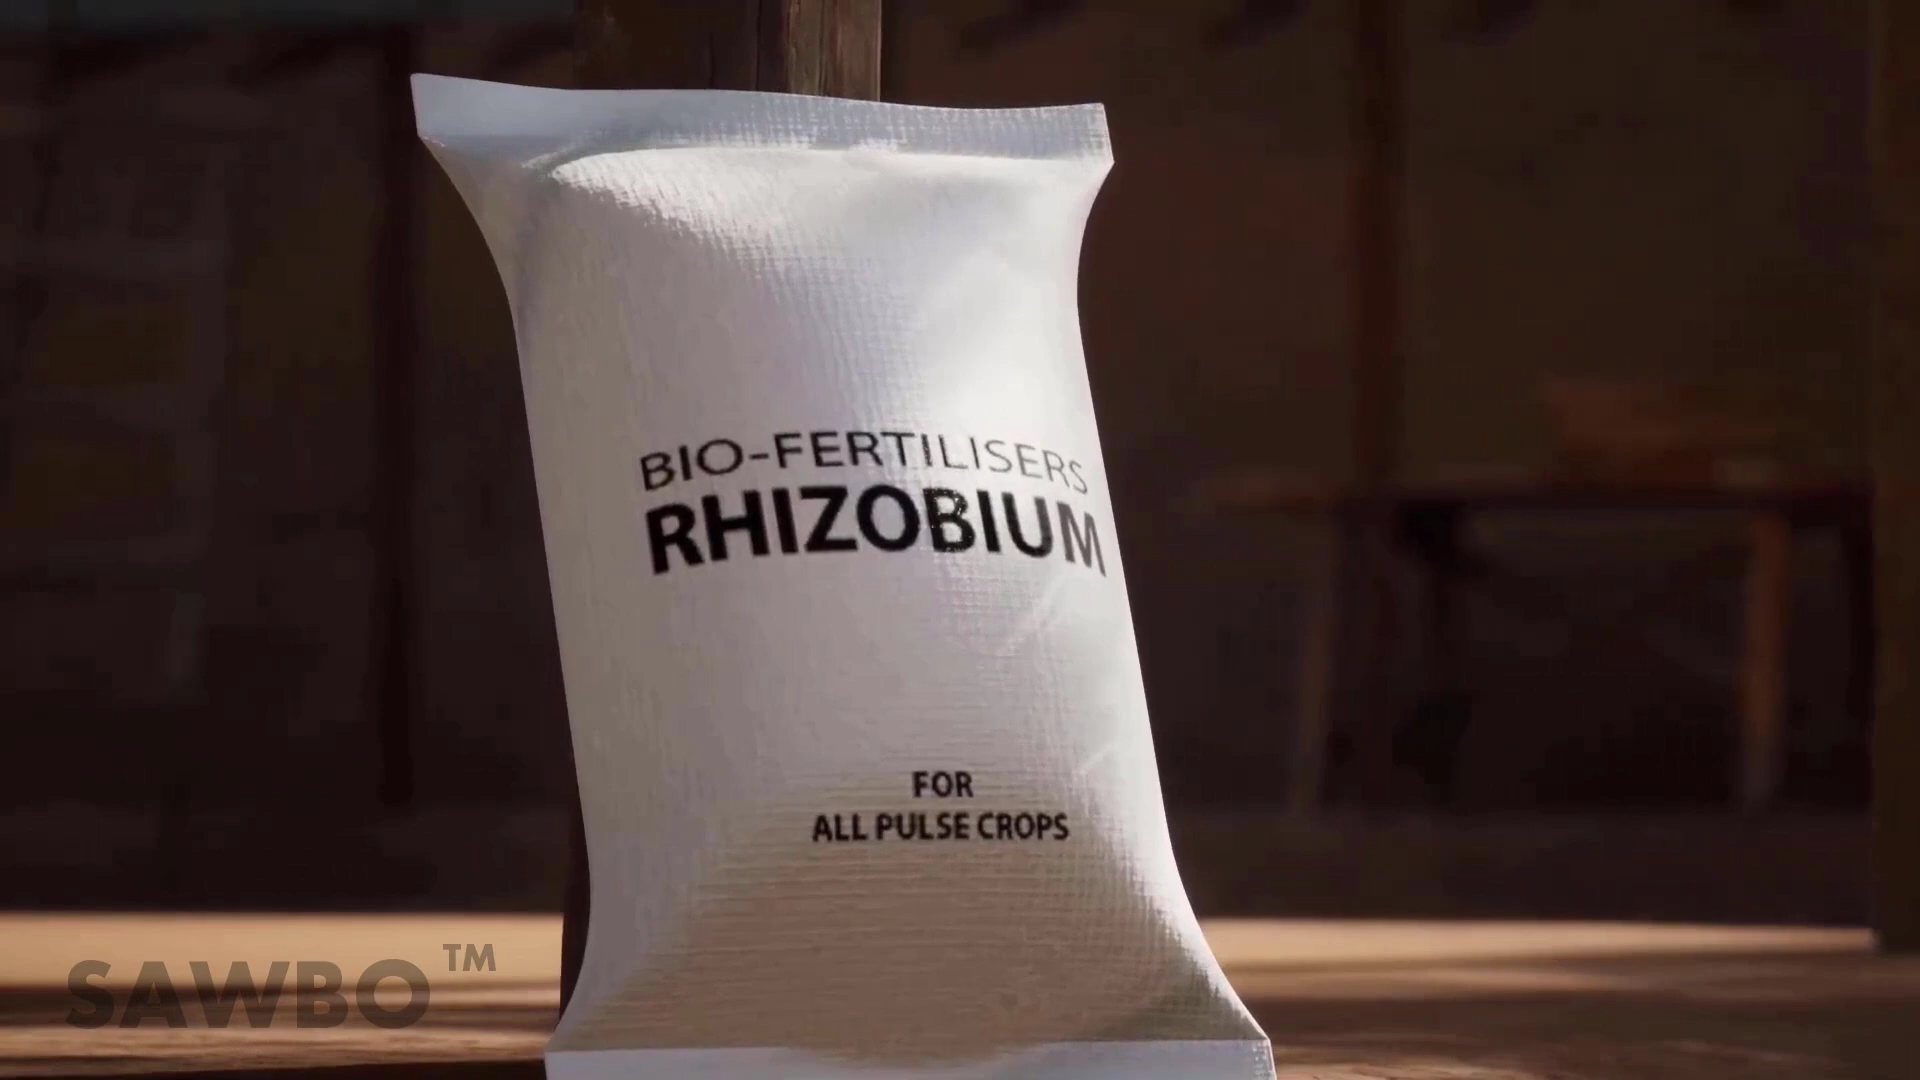 BIO-FERTILISERS
RHIZOBIUM
FOR
ALL PULSE CROPS
SAWBO™